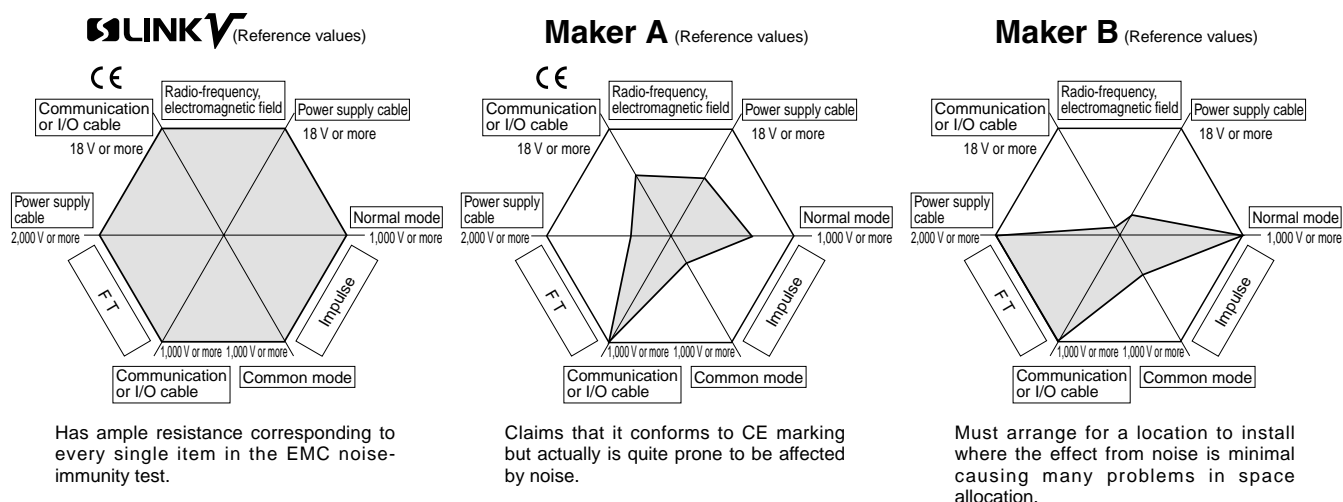 SLINK V (Reference values)
CE
Radio-frequency,
electromagnetic field
Communication
or I/O cable
18 V or more
Power supply cable
18 V or more
Power supply
cable
2,000 V or more
Normal mode
1,000 V or more
F T
Impulse
1,000 V or more 1,000 V or more
Communication
or I/O cable
Common mode
Has ample resistance corresponding to
every single item in the EMC noise-
immunity test.
Maker A (Reference values)
CE
Radio-frequency,
electromagnetic field
Communication
or I/O cable
18 V or more
Power supply cable
18 V or more
Power supply
cable
2,000 V or more
Normal mode
1,000 V or more
F T
Impulse
1,000 V or more 1,000 V or more
Communication
or I/O cable
Common mode
Claims that it conforms to CE marking
but actually is quite prone to be affected
by noise.
Maker B (Reference values)
Radio-frequency,
electromagnetic field
Communication
or I/O cable
18 V or more
Power supply cable
18 V or more
Power supply
cable
2,000 V or more
Normal mode
1,000 V or more
F T
Impulse
1,000 V or more 1,000 V or more
Communication
or I/O cable
Common mode
Must arrange for a location to install
where the effect from noise is minimal
causing many problems in space
allocation.